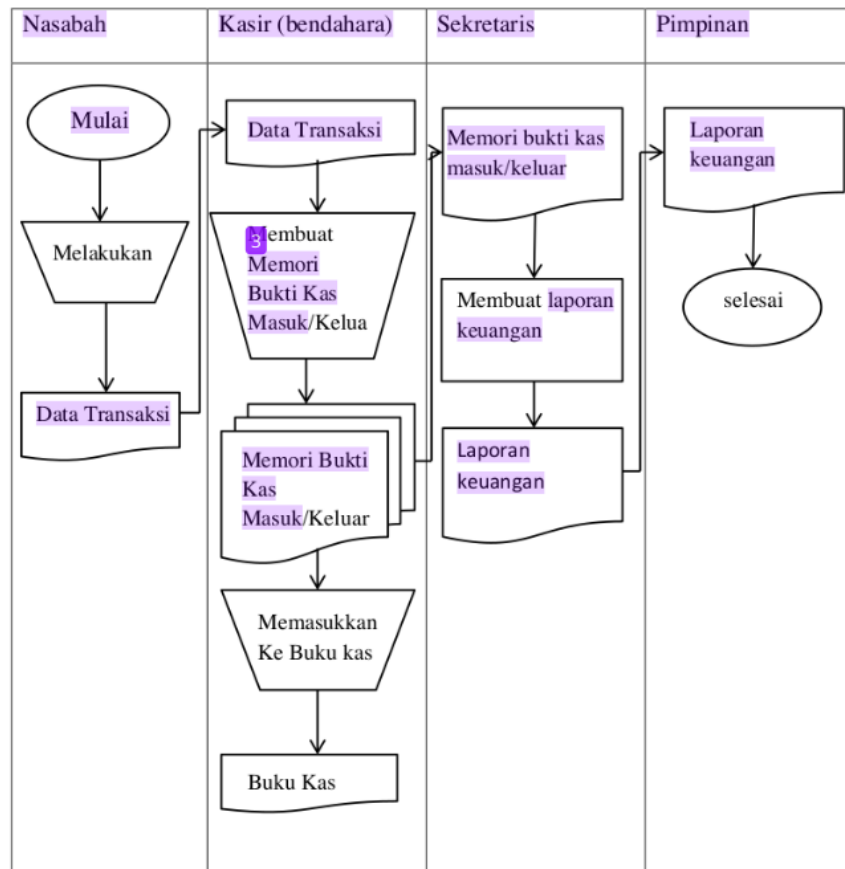 Nasabah
Kasir (bendahara)
Sekretaris
Pimpinan
Mulai
Melakukan
Data Transaksi
Data Transaksi
3
Membuat
Memori
Bukti Kas
Masuk/Kelua
Memori Bukti
Kas
Masuk/Keluar
Memasukkan
Ke Buku kas
Buku Kas
Memori bukti kas
masuk/keluar
Membuat laporan
keuangan
Laporan
keuangan
Laporan
keuangan
selesai